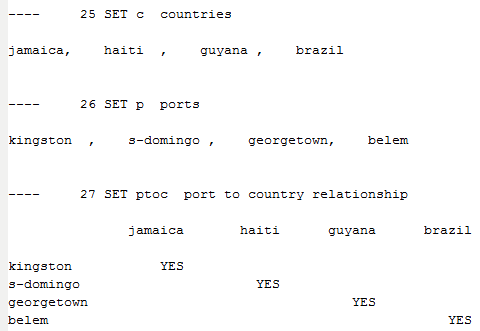 ----     25 SET c  countries
jamaica,    haiti  ,    guyana ,    brazil
----     26 SET p  ports
kingston  ,    s-domingo ,    georgetown,    belem
----     27 SET ptoc  port to country relationship
               jamaica       haiti      guyana      brazil
kingston           YES
s-domingo                      YES
georgetown                                 YES
belem                                                  YES